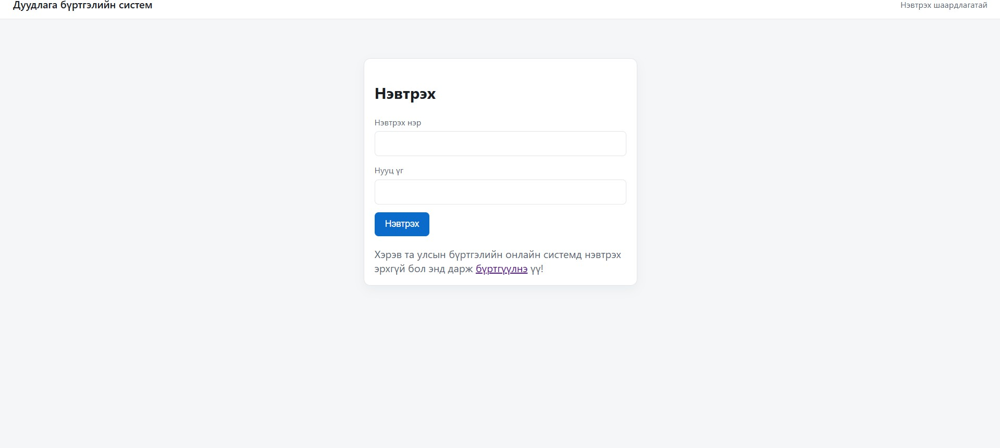 Дуудлага бүртгэлийн систем
Нэвтрэх шаардлагатай
Нэвтрэх
Нэвтрэх нэр
Нууц үг
Нэвтрэх
Хэрэв та улсын бүртгэлийн онлайн системд нэвтрэх
эрхгүй бол энд дарж бүртгүүлнэ үү!